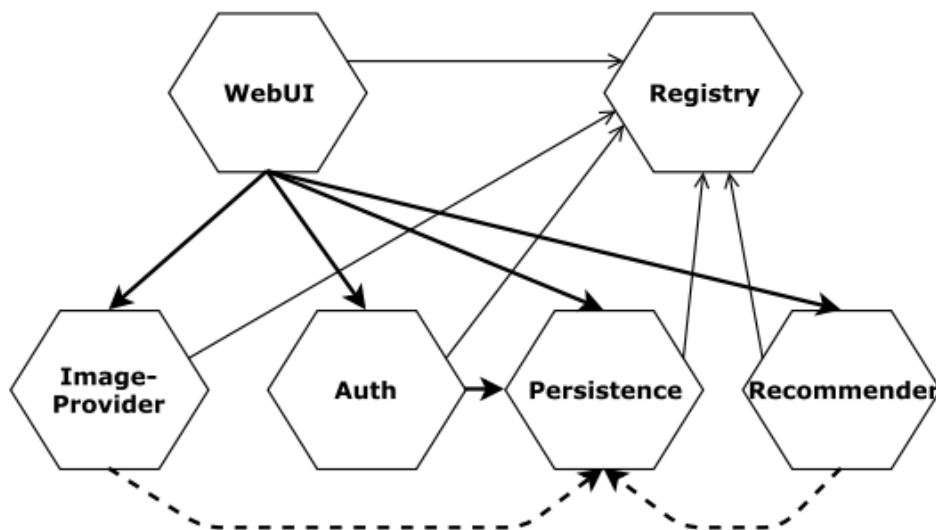 WebUI
Registry
Image-
Provider
Auth
Persistence
Recommender